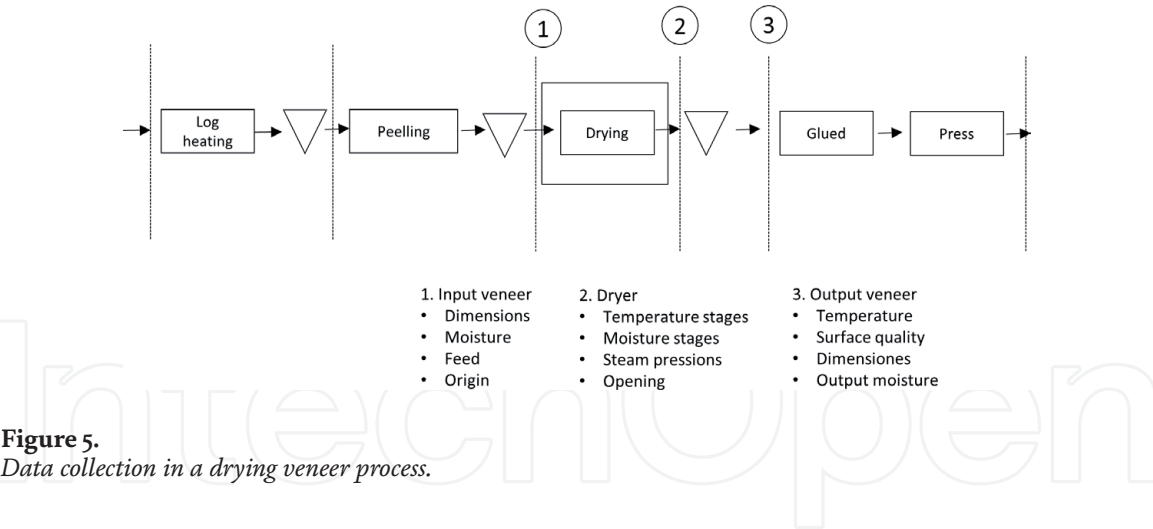 1 2 3
Log
heating
Peelling
Drying
Glued
Press
1. Input veneer
• Dimensions
• Moisture
• Feed
• Origin
2. Dryer
• Temperature stages
• Moisture stages
• Steam pressions
• Opening
3. Output veneer
• Temperature
• Surface quality
• Dimensiones
• Output moisture
IntechOpen
Figure 5.
Data collection in a drying veneer process.